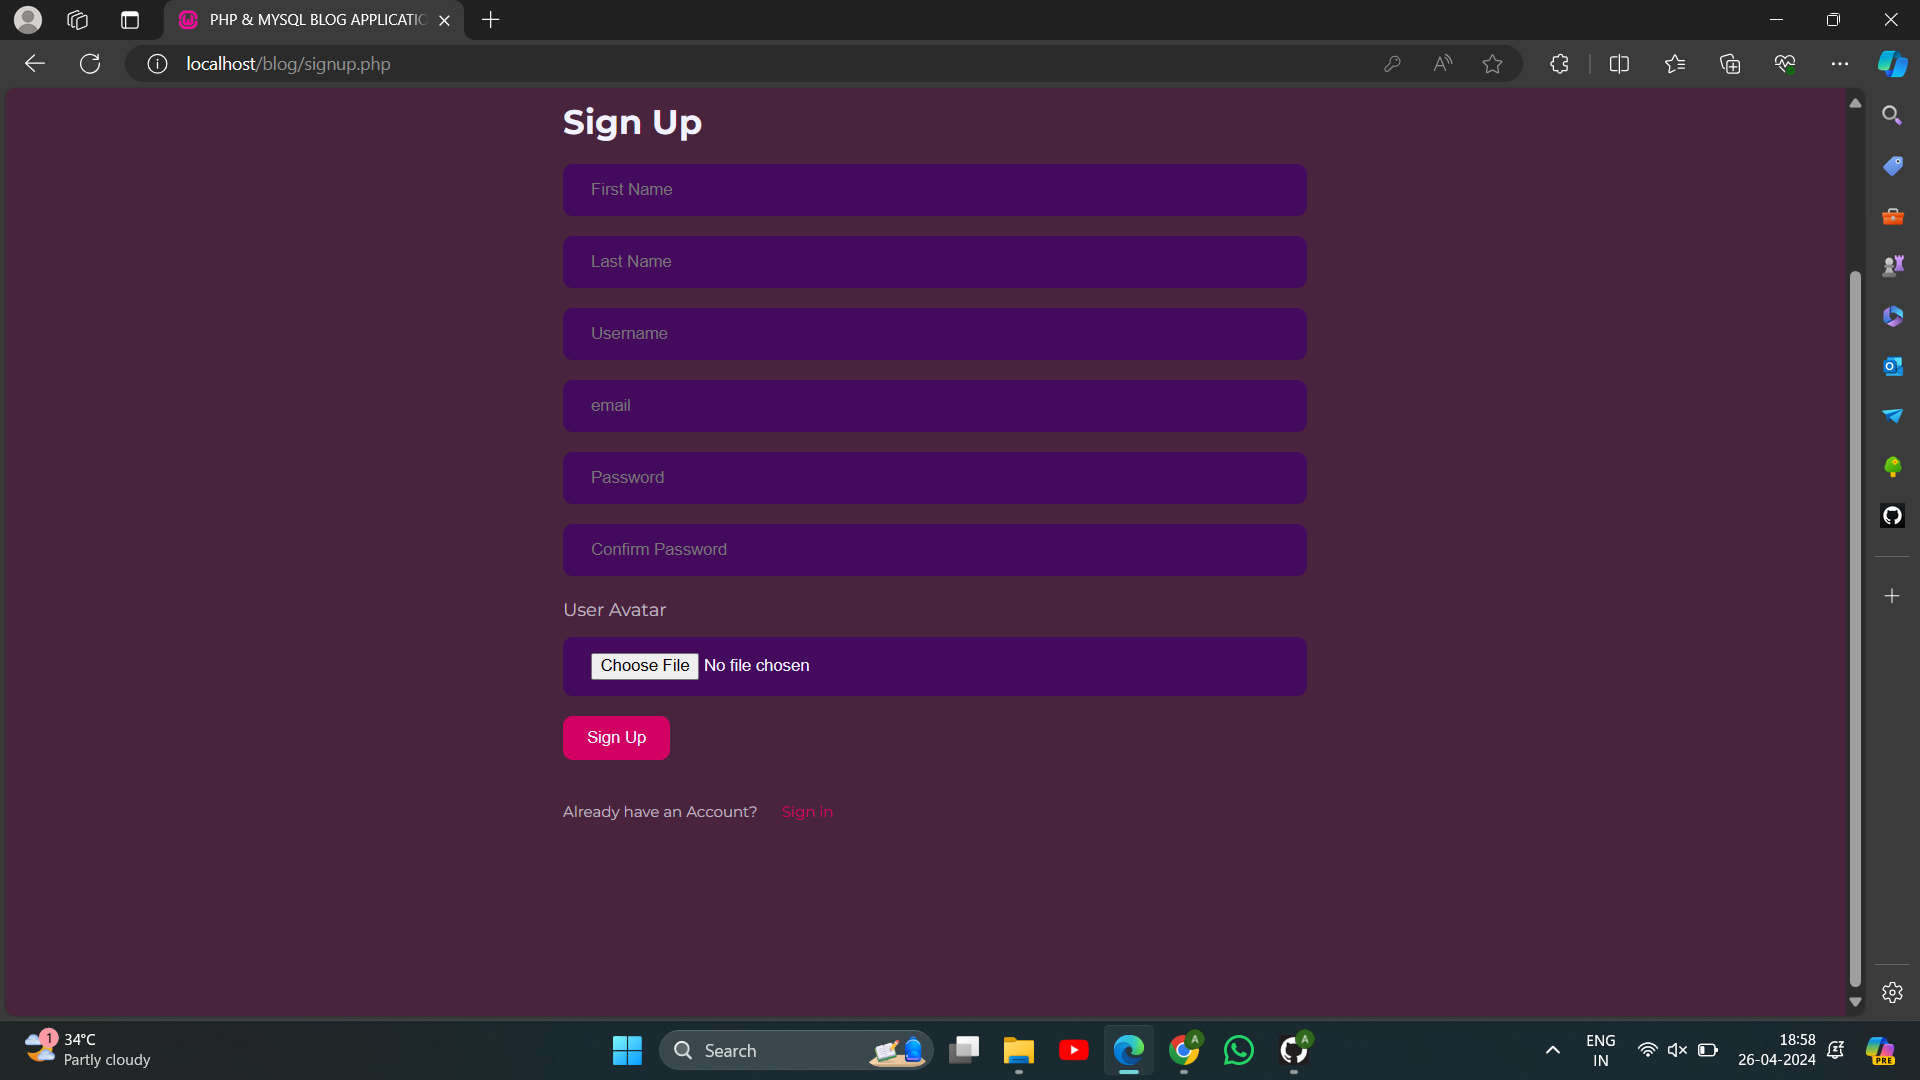 PHP & MYSQL BLOG APPLICATIO
localhost/blog/signup.php
Sign Up
First Name
Last Name
Username
email
Password
Confirm Password
User Avatar
Choose File No file chosen
Sign Up
Already have an Account? Sign in
1
34°C
Partly cloudy
Search
A
A
ENG
IN
18:58
26-04-2024
PRE